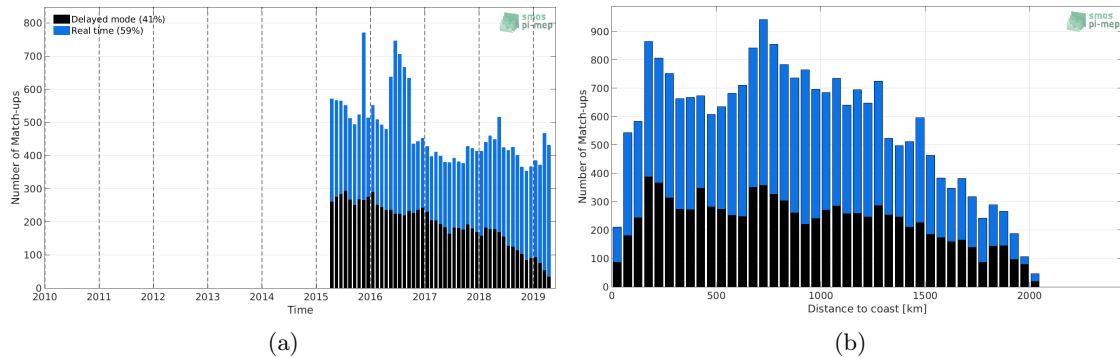 Delayed mode (41%)
Real time (59%)
smos
pi-mep
800
700
600
500
400
300
200
100
0
Number of Match-ups
2010 2011 2012 2013 2014 2015 2016 2017 2018 2019
Time
(a)
smos
pi-mep
900
800
700
600
500
400
300
200
100
0
Number of Match-ups
0 500 1000 1500 2000
Distance to coast [km]
(b)